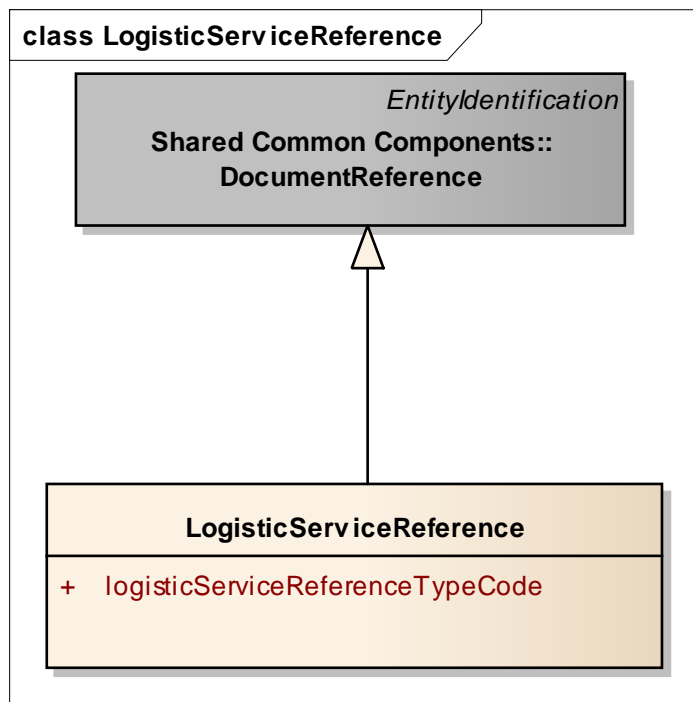 class LogisticServiceReference
EntityIdentification
Shared Common Components::
DocumentReference
LogisticServiceReference
+ logisticServiceReferenceTypeCode